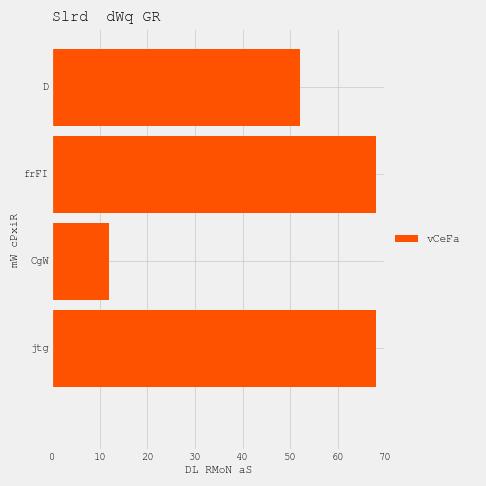 Slrd  dWq GR
D
frFI
CgW
jtg
mW cPxiR
0 10 20 30 40 50 60 70
DL RMoN aS
vCeFa